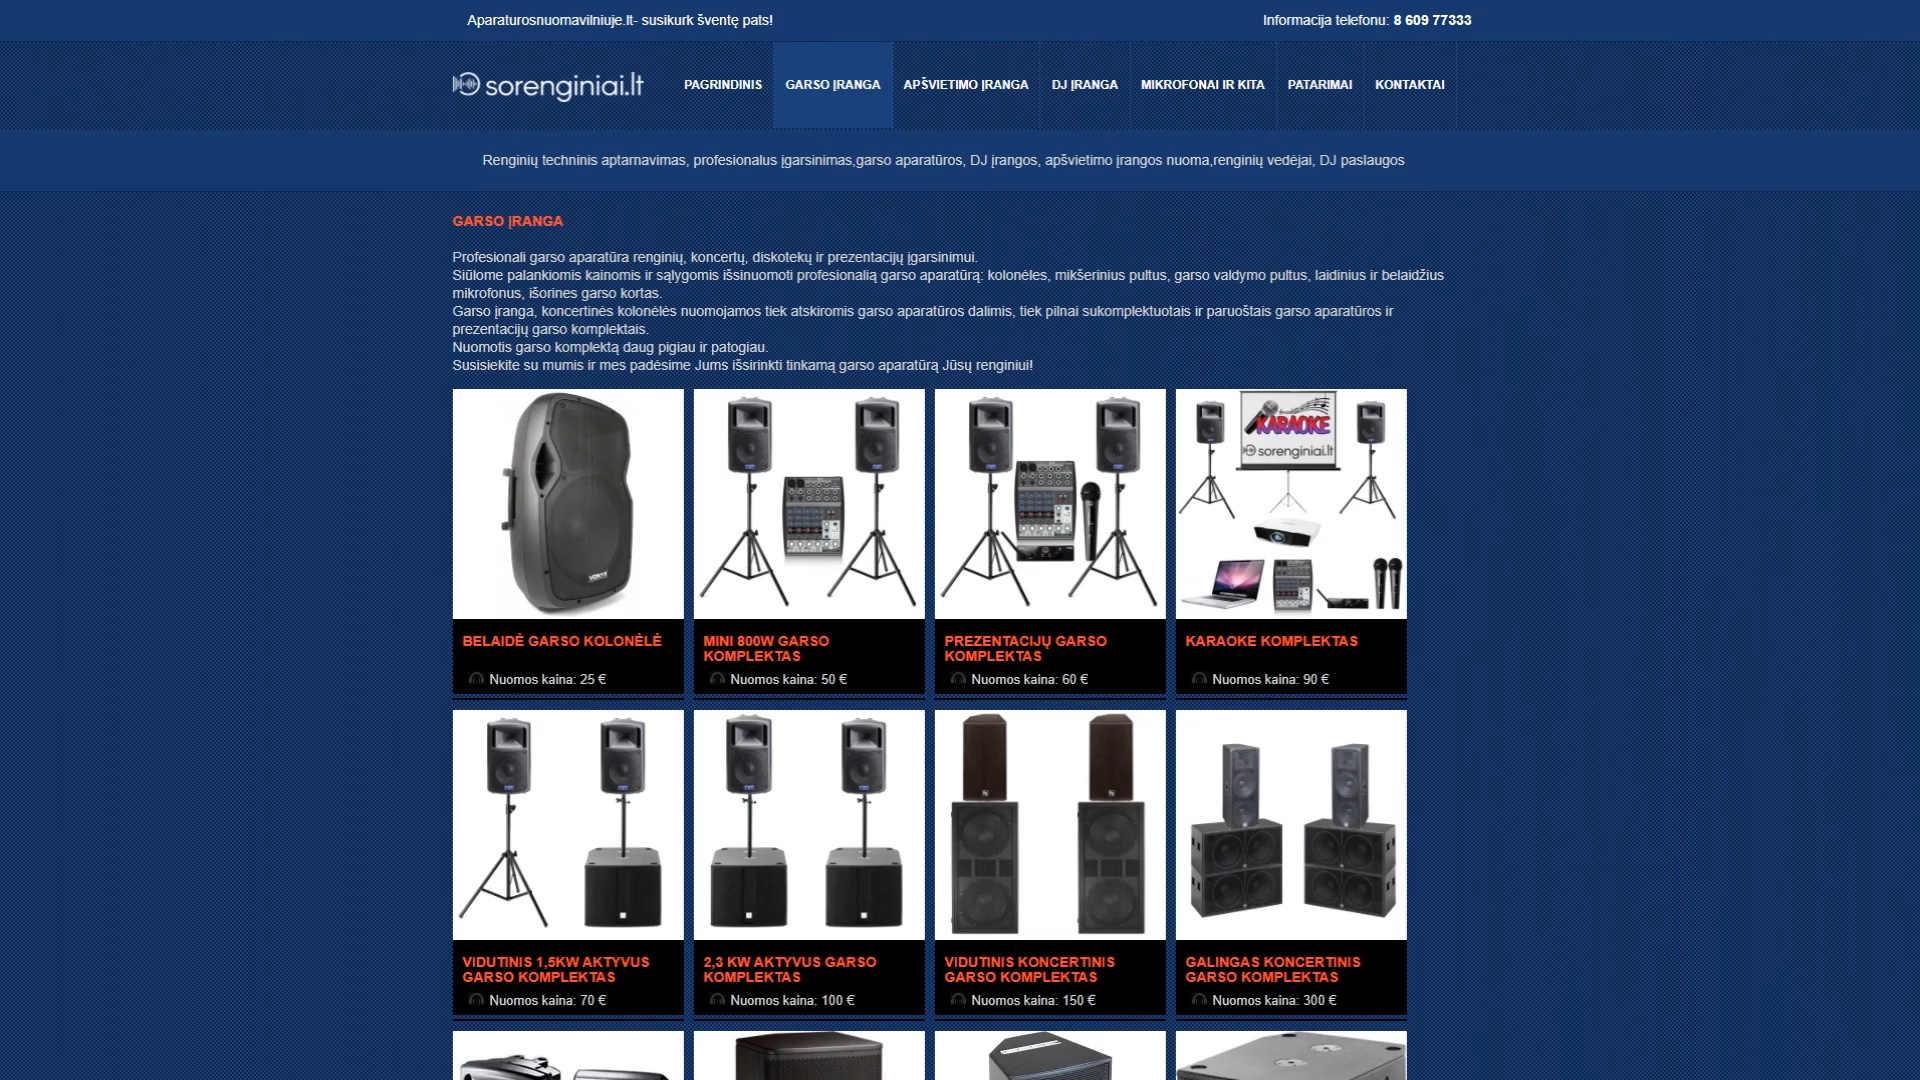 Aparaturosnuomavilniuje.lt- susikurk šventę pats!
Informacija telefonu: 8 609 77333
sorenginiai.lt
PAGRINDINIS
GARSO ĮRANGA
APŠVIETIMO ĮRANGA
DJ ĮRANGA
MIKROFONAI IR KITA
PATARIMAI
KONTAKTAI
Renginių techninis aptarnavimas, profesionalus įgarsinimas,garso aparatūros, DJ įrangos, apšvietimo įrangos nuoma,renginių vedėjai, DJ paslaugos
GARSO ĮRANGA
Profesionali garso aparatūra renginių, koncertų, diskotekų ir prezentacijų įgarsinimui.
Siūlome palankiomis kainomis ir sąlygomis išsinuomoti profesionalią garso aparatūrą: kolonėles, mikšerinius pultus, garso valdymo pultus, laidinius ir belaidžius
mikrofonus, išorines garso kortas.
Garso įranga, koncertinės kolonėlės nuomojamos tiek atskiromis garso aparatūros dalimis, tiek pilnai sukomplektuotais ir paruoštais garso aparatūros ir
prezentacijų garso komplektais.
Nuomotis garso komplektą daug pigiau ir patogiau.
Susisiekite su mumis ir mes padėsime Jums išsirinkti tinkamą garso aparatūrą Jūsų renginiui!
KARAOKE
sorenginiai.lt
BELAIDĖ GARSO KOLONĖLĖ
Nuomos kaina: 25 €
MINI 800W GARSO
KOMPLEKTAS
Nuomos kaina: 50 €
PREZENTACIJŲ GARSO
KOMPLEKTAS
Nuomos kaina: 60 €
KARAOKE KOMPLEKTAS
Nuomos kaina: 90 €
VIDUTINIS 1,5KW AKTYVUS
GARSO KOMPLEKTAS
Nuomos kaina: 70 €
2,3 KW AKTYVUS GARSO
KOMPLEKTAS
Nuomos kaina: 100 €
VIDUTINIS KONCERTINIS
GARSO KOMPLEKTAS
Nuomos kaina: 150 €
GALINGAS KONCERTINIS
GARSO KOMPLEKTAS
Nuomos kaina: 300 €